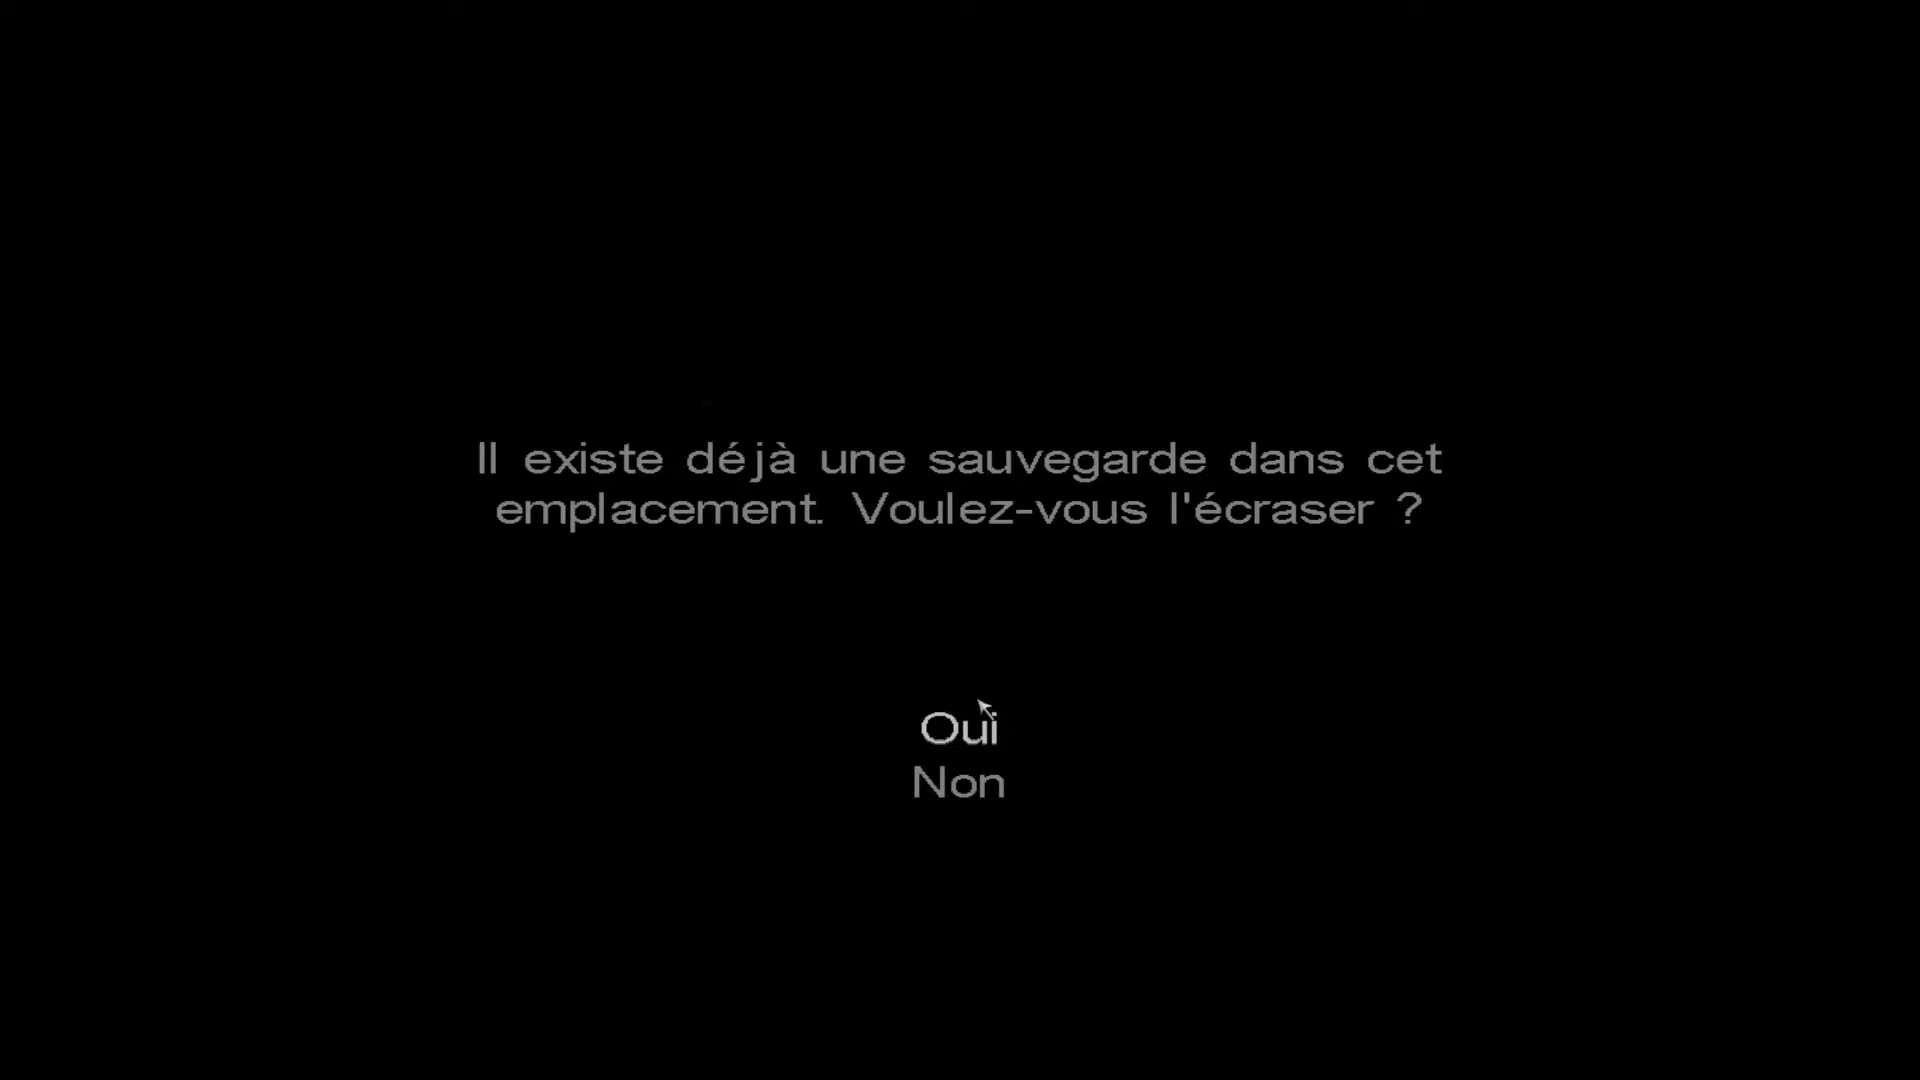 Il existe déjà une sauvegarde dans cet
emplacement. Voulez-vous l'écraser ?
Oui
Non